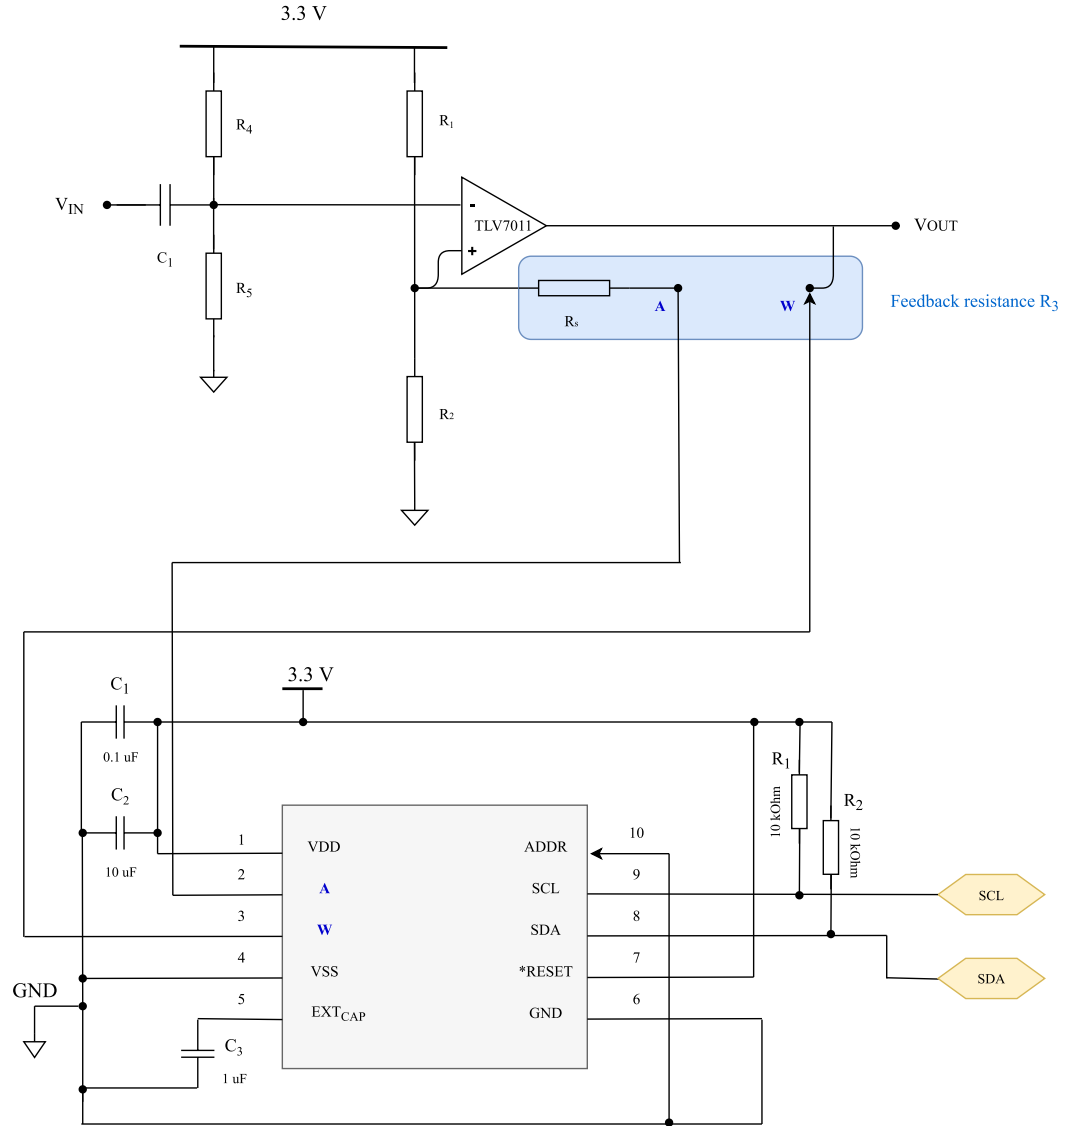 3.3 V
R4
R1
VIN
C1
-
TLV7011
+
VOUT
R5
Rs
A
W
Feedback resistance R3
R2
3.3 V
C1
0.1 uF
C2
10 uF
R1
10 kOhm
R2
10 kOhm
1
VDD
ADDR
10
2
A
SCL
9
SCL
3
W
SDA
8
4
VSS
*RESET
7
SDA
GND
5
EXTCAP
GND
6
C3
1 uF